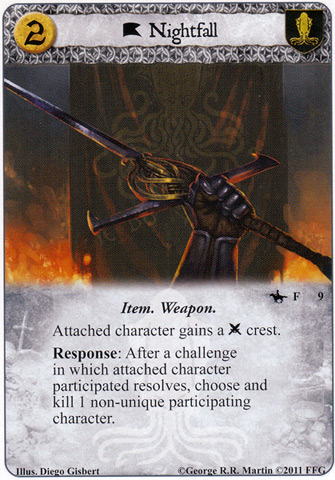 2
Nightfall
F 9
Item. Weapon.
Attached character gains a crest.
Response: After a challenge
in which attached character
participated resolves, choose and
kill 1 non-unique participating
character.
Illus. Diego Gisbert
©George R.R. Martin ©2011 FFG